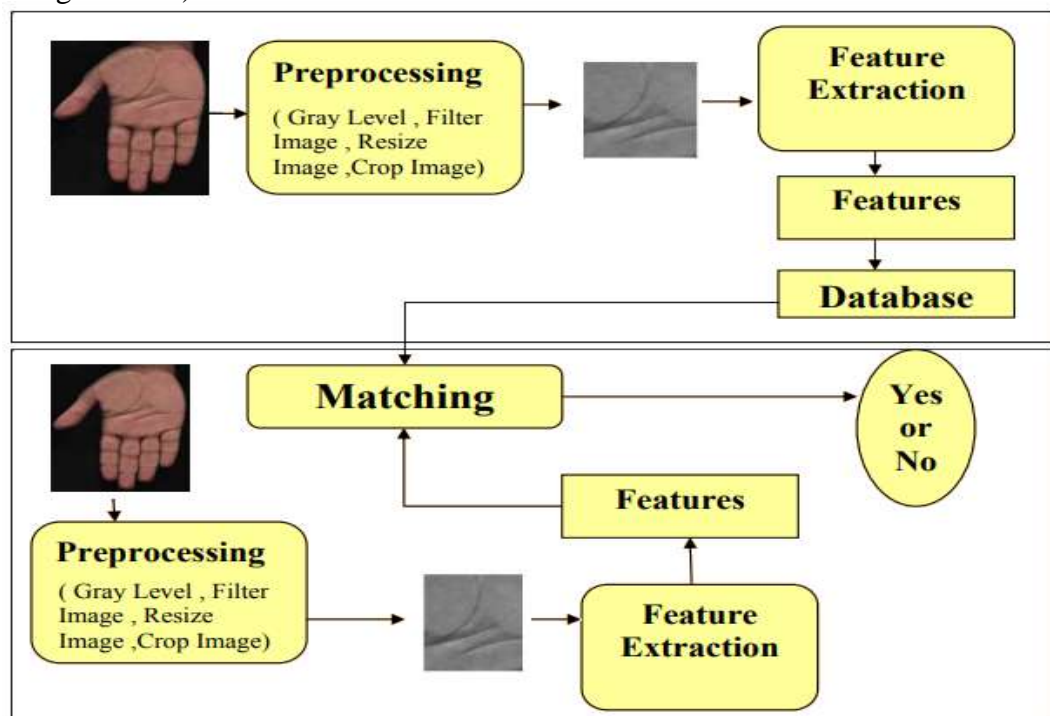 Preprocessing
( Gray Level , Filter
Image , Resize
Image ,Crop Image)
Feature
Extraction
Features
Database
Matching
Yes
or
No
Features
Preprocessing
( Gray Level , Filter
Image , Resize
Image ,Crop Image)
Feature
Extraction